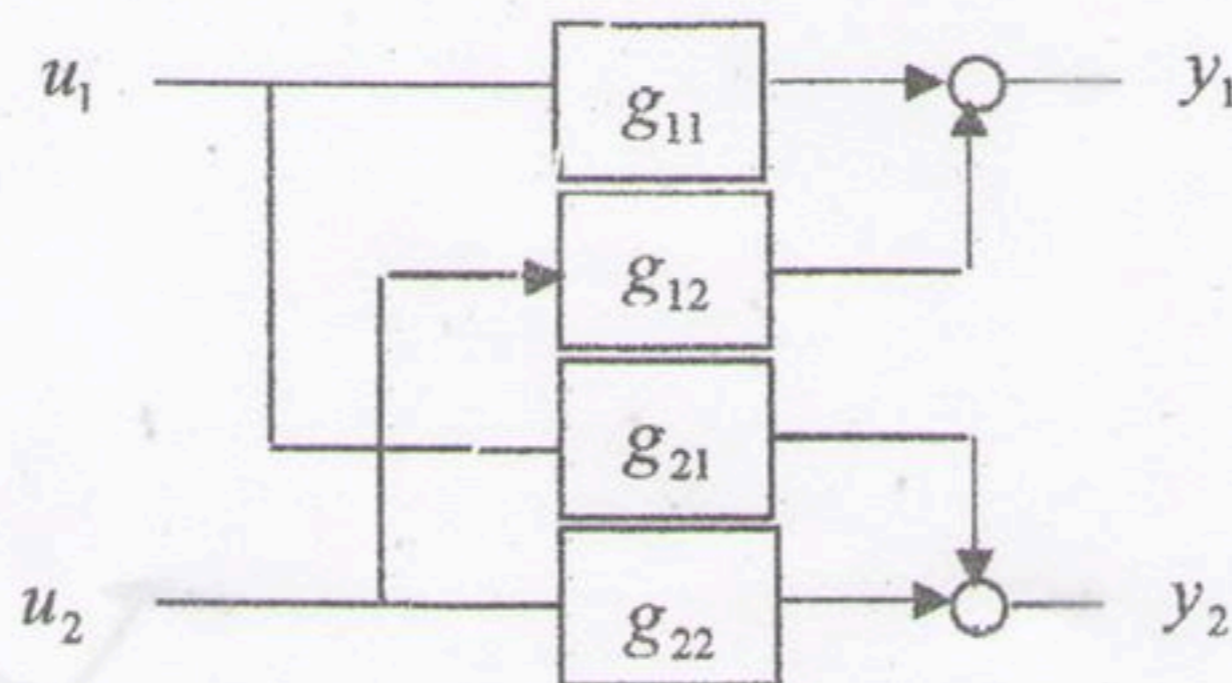 u₁ g₁₁ y₁
g₁₂
g₂₁
u₂ g₂₂ y₂